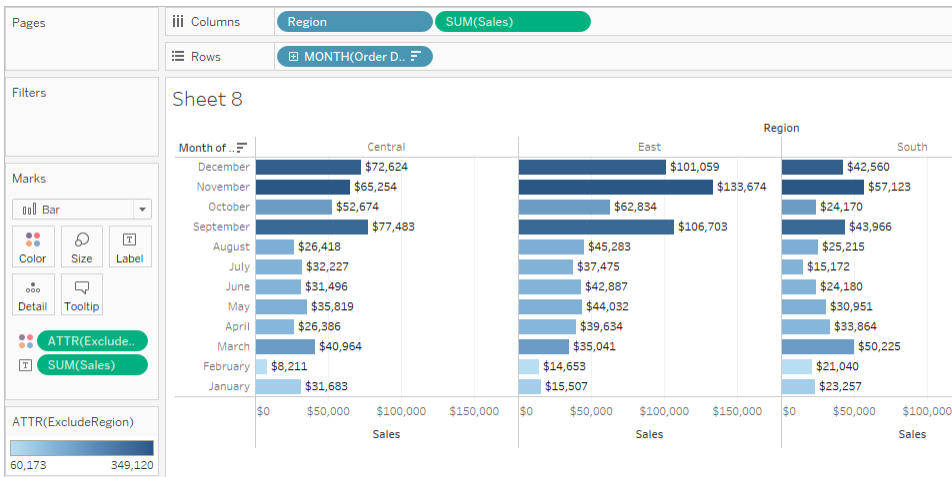 Pages
Columns Region SUM(Sales)
Rows MONTH(Order D..
Filters
Sheet 8
Region
Month of .. Central East South
Marks
Bar
Color Size Label
Detail Tooltip
ATTR(Exclude..
SUM(Sales)
ATTR(ExcludeRegion)
60,173 349,120
December $72,624 $101,059 $42,560
November $65,254 $133,674 $57,123
October $52,674 $62,834 $24,170
September $77,483 $106,703 $43,966
August $26,418 $45,283 $25,215
July $32,227 $37,475 $15,172
June $31,496 $42,887 $24,180
May $35,819 $44,032 $30,951
April $26,386 $39,634 $33,864
March $40,964 $35,041 $50,225
February $8,211 $14,653 $21,040
January $31,683 $15,507 $23,257
$0 $50,000 $100,000 $150,000 $0 $50,000 $100,000 $150,000 $0 $50,000 $100,000
Sales Sales Sales